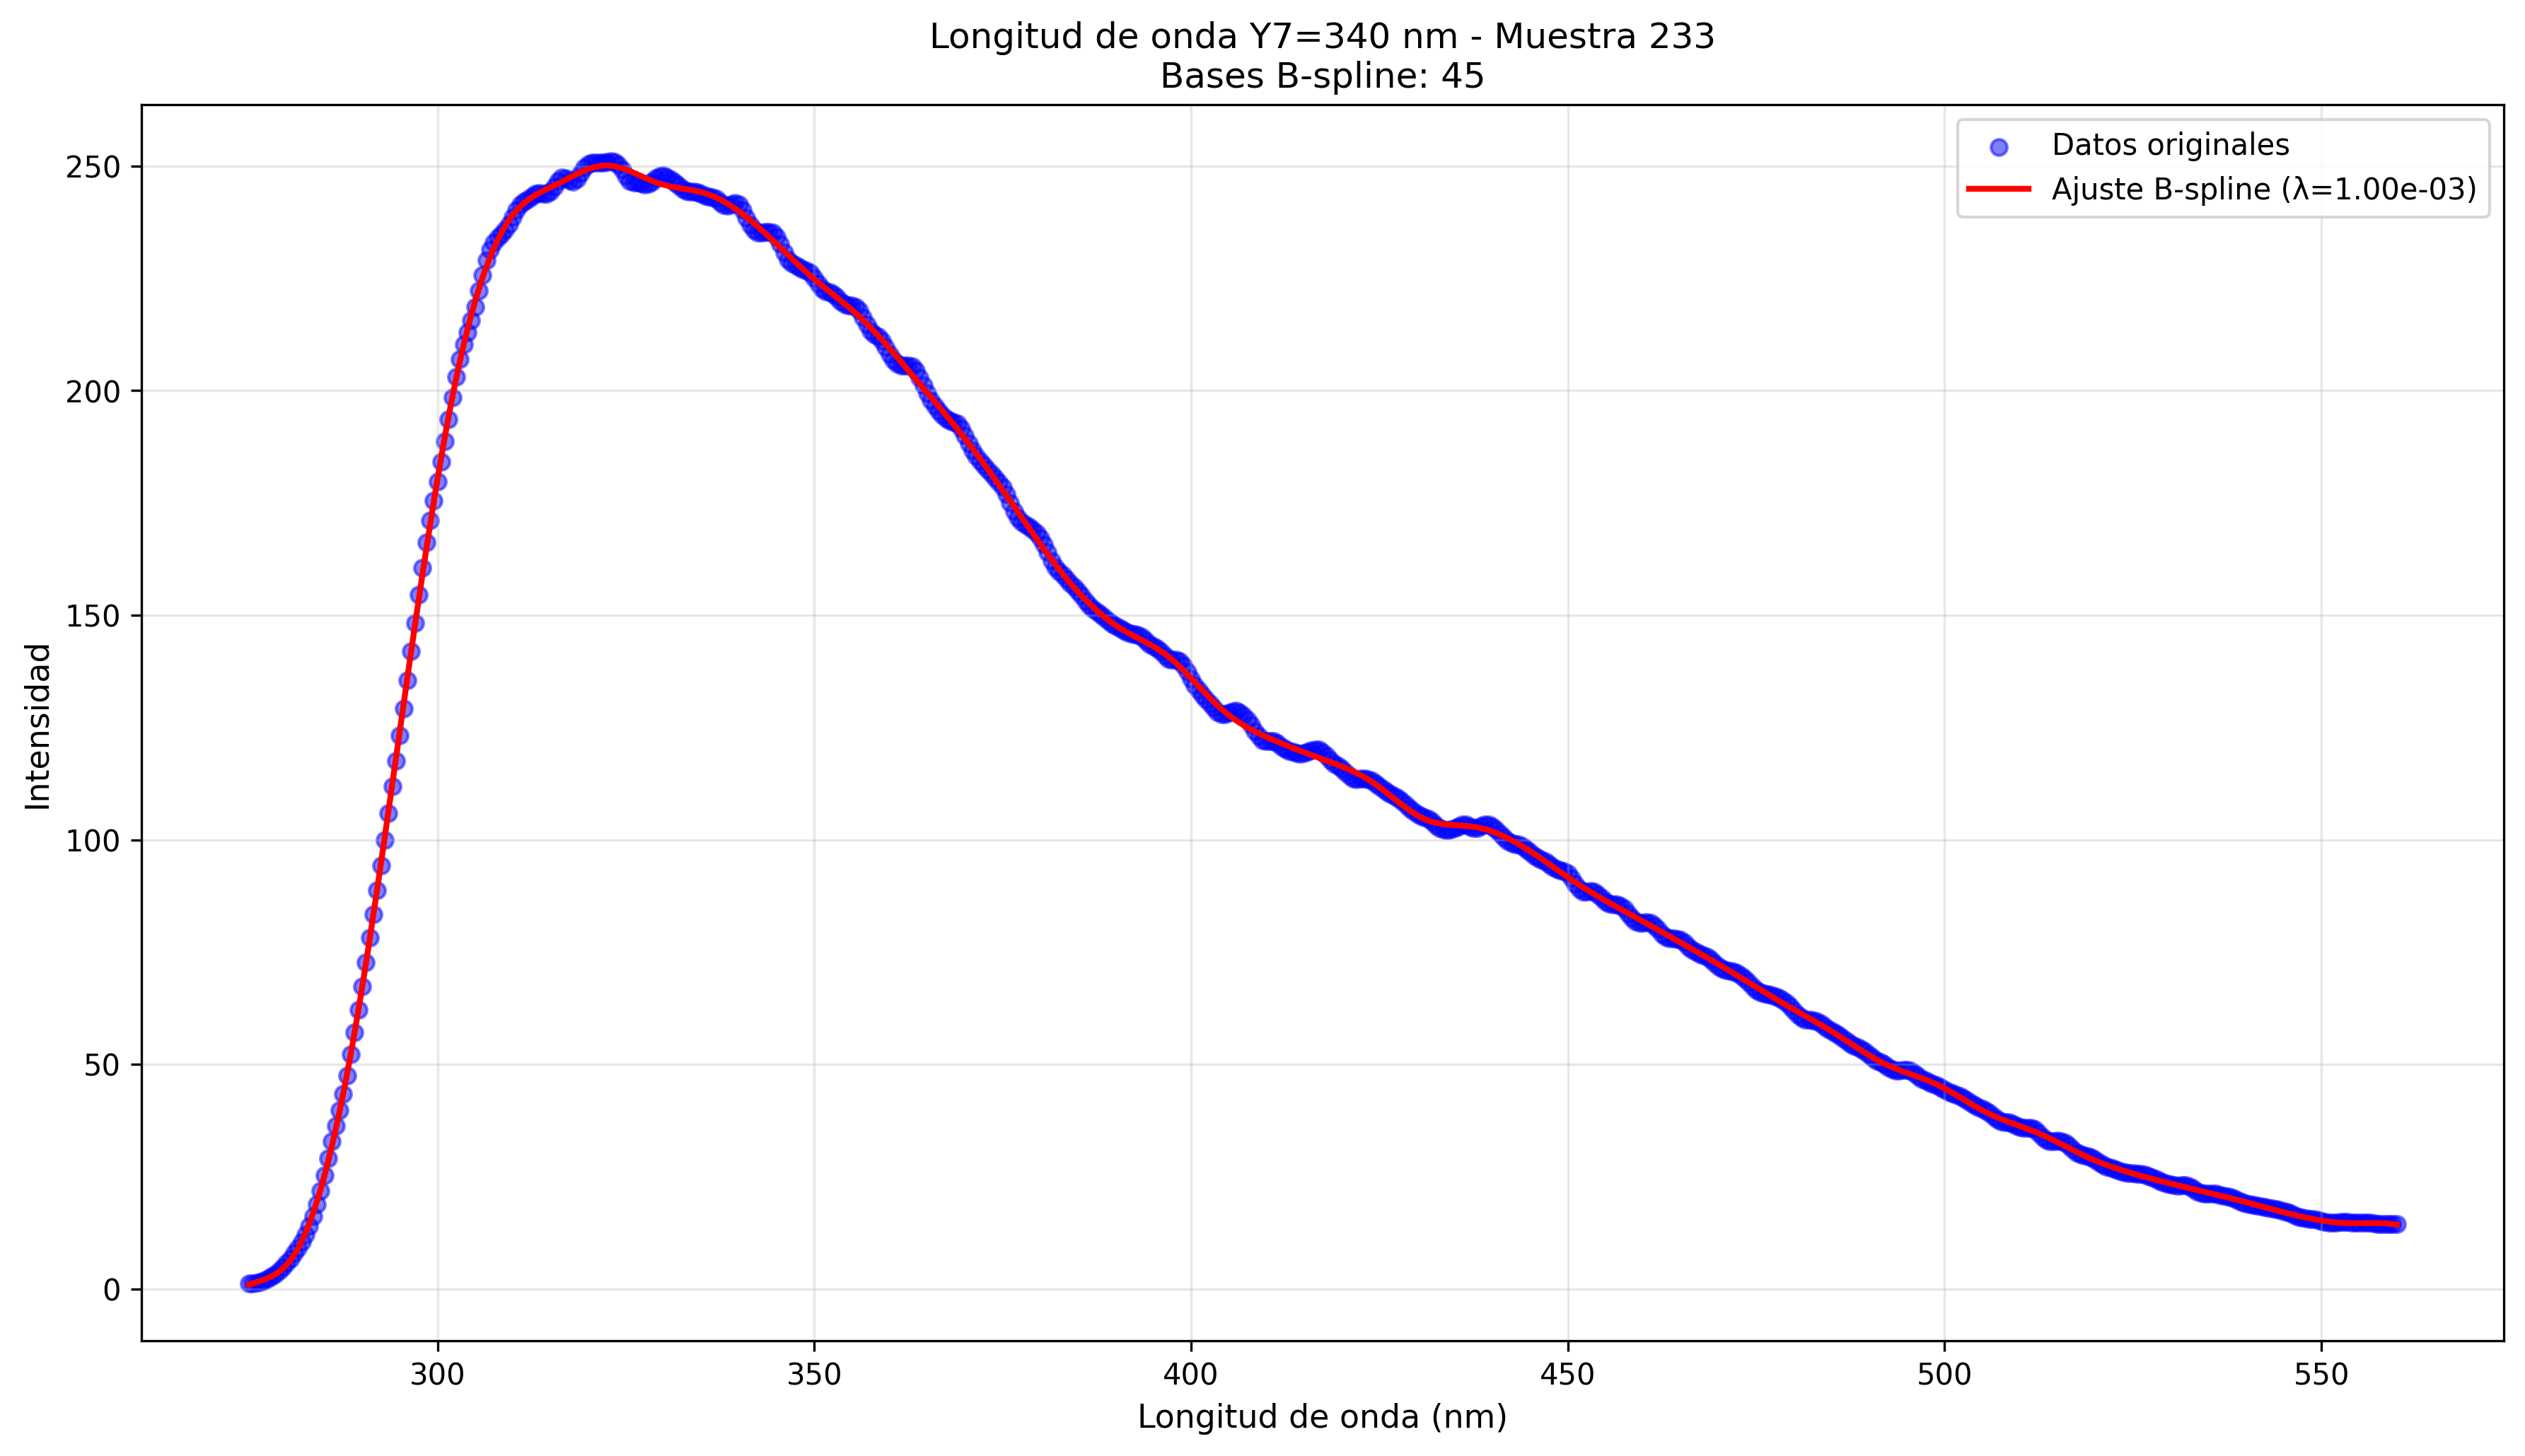 Longitud de onda Y7=340 nm - Muestra 233
Bases B-spline: 45
Datos originales
Ajuste B-spline (λ=1.00e-03)
Intensidad
250
200
150
100
50
0
300 350 400 450 500 550
Longitud de onda (nm)